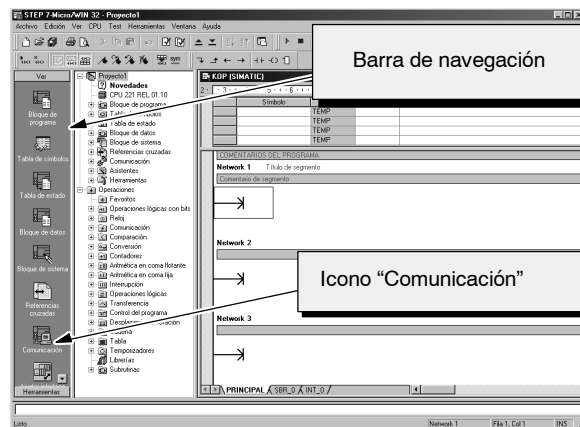 STEP 7-Micro/WIN 32 - Proyecto1
Archivo Edición Ver CPU Test Herramientas Ventana Ayuda
Barra de navegación
Ver
Bloque de programa
Tabla de símbolos
Tabla de estado
Bloque de datos
Bloque de sistema
Referencias cruzadas
Comunicación
Herramientas
Proyecto1
Novedades
CPU 221 REL 01.10
Bloque de programa
Tabla de estado
Bloque de datos
Bloque de sistema
Referencias cruzadas
Comunicación
Asistentes
Herramientas
Operaciones
Favoritos
Operaciones lógicas con bits
Reloj
Comunicación
Comparación
Conversión
Contadores
Aritmética en coma flotante
Aritmética en coma fija
Interrupción
Operaciones lógicas
Transferencia
Control del programa
Tabla
Temporizadores
Librerías
Subrutinas
KOP (SIMATIC)
Símbolo
TEMP
TEMP
TEMP
TEMP
COMENTARIOS DEL PROGRAMA
Network 1 Título de segmento
Comentario de segmento
Network 2
Icono “Comunicación”
Network 3
PRINCIPAL SBR_0 INT_0
Listo
Network 1
Fila 1, Col 1
INS